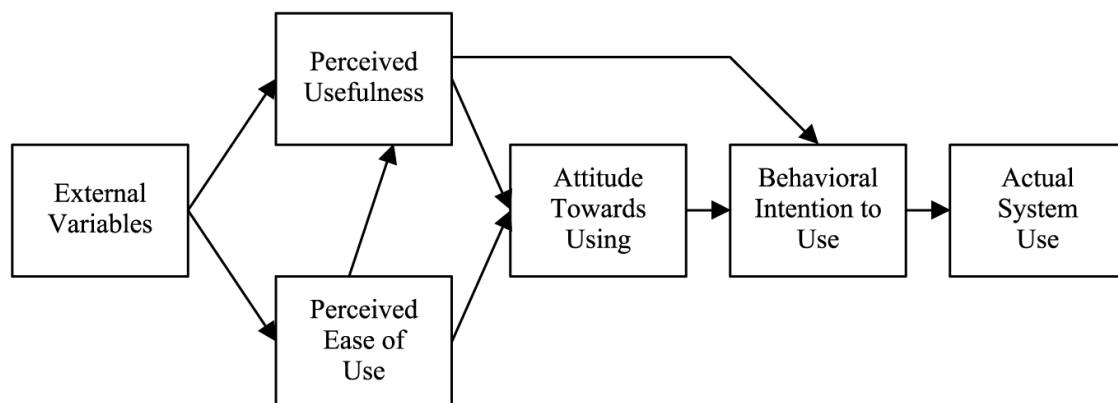 Perceived
Usefulness
External
Variables
Perceived
Ease of
Use
Attitude
Towards
Using
Behavioral
Intention to
Use
Actual
System
Use